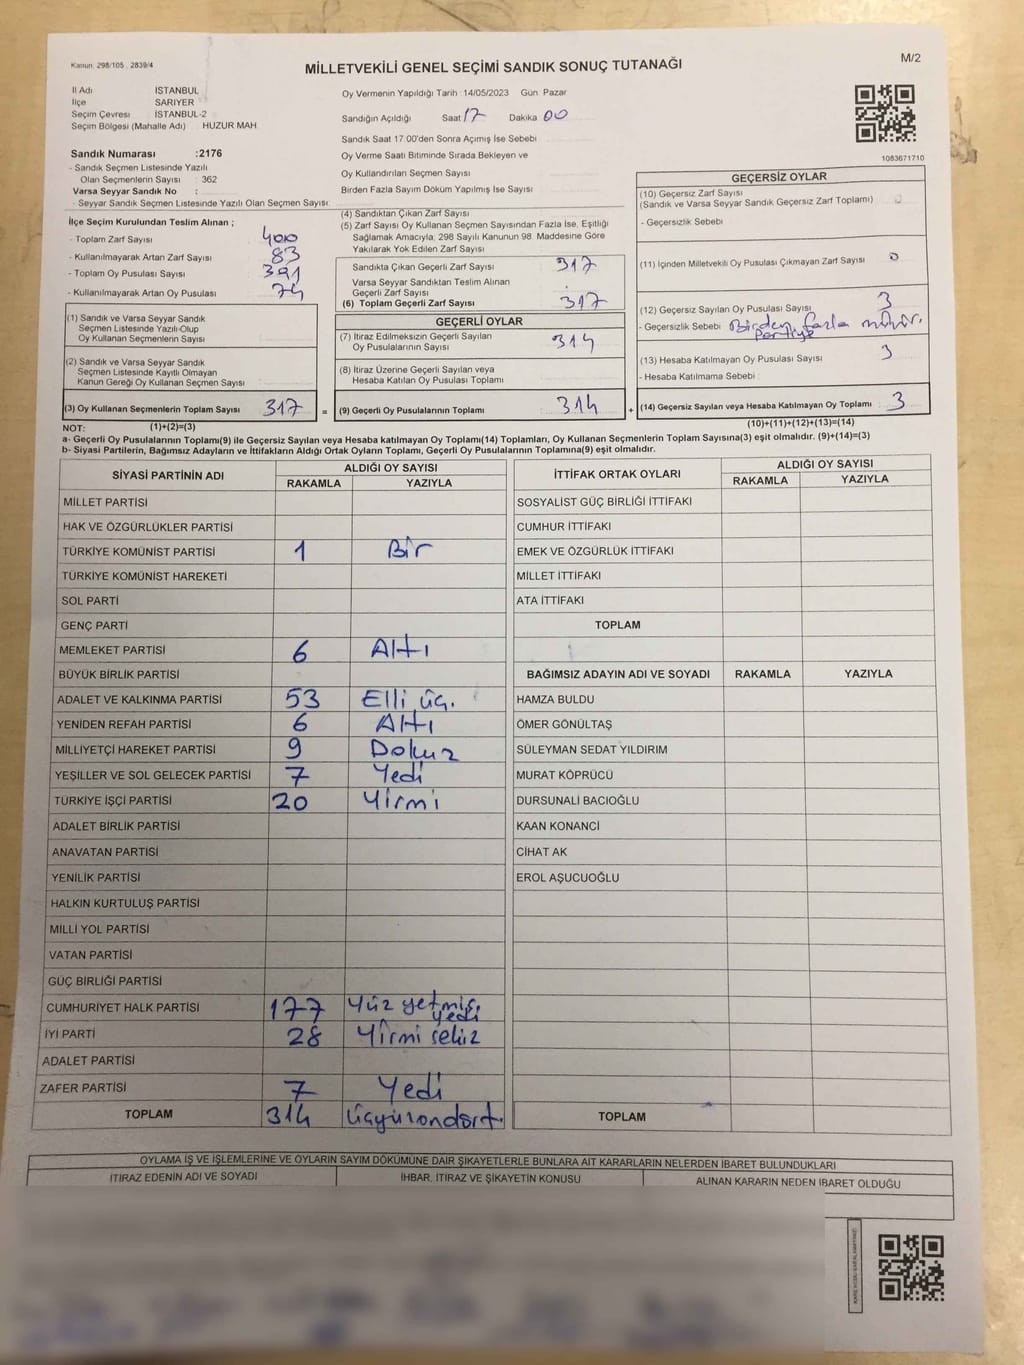 Kanun. 298/105 . 2839/4
M/2
MİLLETVEKİLİ GENEL SEÇİMİ SANDIK SONUÇ TUTANAĞI
İl Adı İSTANBUL
İlçe SARIYER
Seçim Çevresi İSTANBUL-2
Seçim Bölgesi (Mahalle Adı) HUZUR MAH
Sandık Numarası :2176
- Sandık Seçmen Listesinde Yazılı
Olan Seçmenlerin Sayısı : 362
Varsa Seyyar Sandık No :
- Seyyar Sandık Seçmen Listesinde Yazılı Olan Seçmen Sayısı
Oy Vermenin Yapıldığı Tarih : 14/05/2023 Gün Pazar
Sandığın Açıldığı Saat 17 Dakika 00
Sandık Saat 17.00'den Sonra Açımış İse Sebebi
Oy Verme Saati Bitiminde Sırada Bekleyen ve
Oy Kullandırılan Seçmen Sayısı
Birden Fazla Sayım Döküm Yapılmış İse Sayısı
1083671710
İlçe Seçim Kurulundan Teslim Alınan ;
- Toplam Zarf Sayısı 400
- Kullanılmayarak Artan Zarf Sayısı 83
- Toplam Oy Pusulası Sayısı 391
- Kullanılmayarak Artan Oy Pusulası 74
(1) Sandık ve Varsa Seyyar Sandık
Seçmen Listesinde Yazılı Olup
Oy Kullanan Seçmenlerin Sayısı
(2) Sandık ve Varsa Seyyar Sandık
Seçmen Listesinde Kayıtlı Olmayan
Kanun Gereği Oy Kullanan Seçmen Sayısı
(3) Oy Kullanan Seçmenlerin Toplam Sayısı 317 =
(1)+(2)=(3)
(4) Sandıktan Çıkan Zarf Sayısı
(5) Zarf Sayısı Oy Kullanan Seçmen Sayısından Fazla İse, Eşitliği
Sağlamak Amacıyla, 298 Sayılı Kanunun 98. Maddesine Göre
Yakılarak Yok Edilen Zarf Sayısı
Sandıkta Çıkan Geçerli Zarf Sayısı 317
Varsa Seyyar Sandıktan Teslim Alınan
Geçerli Zarf Sayısı
(6) Toplam Geçerli Zarf Sayısı 317
GEÇERLİ OYLAR
(7) İtiraz Edilmeksizin Geçerli Sayılan
Oy Pusulalarının Sayısı 314
(8) İtiraz Üzerine Geçerli Sayılan veya
Hesaba Katılan Oy Pusulası Toplamı
(9) Geçerli Oy Pusulalarının Toplamı 314 +
GEÇERSİZ OYLAR
(10) Geçersiz Zarf Sayısı
(Sandık ve Varsa Seyyar Sandık Geçersiz Zarf Toplamı) 0
- Geçersizlik Sebebi
(11) İçinden Milletvekili Oy Pusulası Çıkmayan Zarf Sayısı 0
(12) Geçersiz Sayılan Oy Pusulası Sayısı 3
- Geçersizlik Sebebi Birden fazla mühür.
Partiye
(13) Hesaba Katılmayan Oy Pusulası Sayısı 3
- Hesaba Katılmama Sebebi
(14) Geçersiz Sayılan veya Hesaba Katılmayan Oy Toplamı 3
(10)+(11)+(12)+(13)=(14)
NOT:
a- Geçerli Oy Pusulalarının Toplamı(9) ile Geçersiz Sayılan veya Hesaba katılmayan Oy Toplamı(14) Toplamları, Oy Kullanan Seçmenlerin Toplam Sayısına(3) eşit olmalıdır. (9)+(14)=(3)
b- Siyasi Partilerin, Bağımsız Adayların ve İttifakların Aldığı Ortak Oyların Toplamı, Geçerli Oy Pusulalarının Toplamına(9) eşit olmalıdır.
SİYASİ PARTİNİN ADI ALDIĞI OY SAYISI
RAKAMLA YAZIYLA
MİLLET PARTİSİ
HAK VE ÖZGÜRLÜKLER PARTİSİ
TÜRKİYE KOMÜNİST PARTİSİ 1 Bir
TÜRKİYE KOMÜNİST HAREKETİ
SOL PARTİ
GENÇ PARTİ
MEMLEKET PARTİSİ 6 Altı
BÜYÜK BİRLİK PARTİSİ
ADALET VE KALKINMA PARTİSİ 53 Elli üç.
YENİDEN REFAH PARTİSİ 6 Altı
MİLLİYETÇİ HAREKET PARTİSİ 9 Dokuz
YEŞİLLER VE SOL GELECEK PARTİSİ 7 Yedi
TÜRKİYE İŞÇİ PARTİSİ 20 Yirmi
ADALET BİRLİK PARTİSİ
ANAVATAN PARTİSİ
YENİLİK PARTİSİ
HALKIN KURTULUŞ PARTİSİ
MİLLİ YOL PARTİSİ
VATAN PARTİSİ
GÜÇ BİRLİĞİ PARTİSİ
CUMHURİYET HALK PARTİSİ 177 Yüz yetmiş
yedi
İYİ PARTİ 28 Yirmi sekiz
ADALET PARTİSİ
ZAFER PARTİSİ 7 Yedi
TOPLAM 314 Üçyüzondört.
İTTİFAK ORTAK OYLARI ALDIĞI OY SAYISI
RAKAMLA YAZIYLA
SOSYALİST GÜÇ BİRLİĞİ İTTİFAKI
CUMHUR İTTİFAKI
EMEK VE ÖZGÜRLÜK İTTİFAKI
MİLLET İTTİFAKI
ATA İTTİFAKI
TOPLAM
BAĞIMSIZ ADAYIN ADI VE SOYADI RAKAMLA YAZIYLA
HAMZA BULDU
ÖMER GÖNÜLTAŞ
SÜLEYMAN SEDAT YILDIRIM
MURAT KÖPRÜCÜ
DURSUNALİ BACIOĞLU
KAAN KONANCİ
CİHAT AK
EROL AŞUCUOĞLU
TOPLAM
OYLAMA İŞ VE İŞLEMLERİNE VE OYLARIN SAYIM DÖKÜMÜNE DAİR ŞİKAYETLERLE BUNLARA AİT KARARLARIN NELERDEN İBARET BULUNDUKLARI
İTİRAZ EDENİN ADI VE SOYADI İHBAR, İTİRAZ VE ŞİKAYETİN KONUSU ALINAN KARARIN NEDEN İBARET OLDUĞU